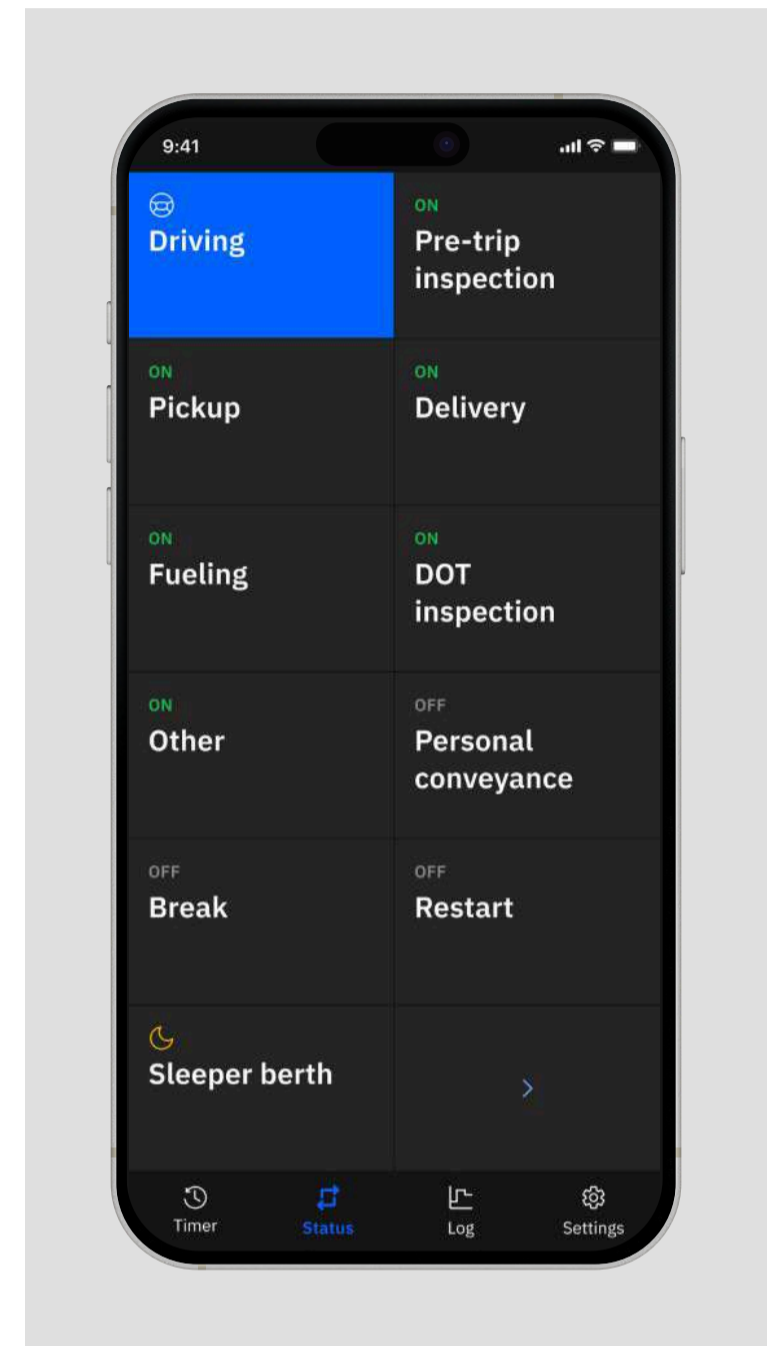 9:41
Driving
ON
Pre-trip
inspection
ON
Pickup
ON
Delivery
ON
Fueling
ON
DOT
inspection
ON
Other
OFF
Personal
conveyance
OFF
Break
OFF
Restart
Sleeper berth
Timer
Status
Log
Settings